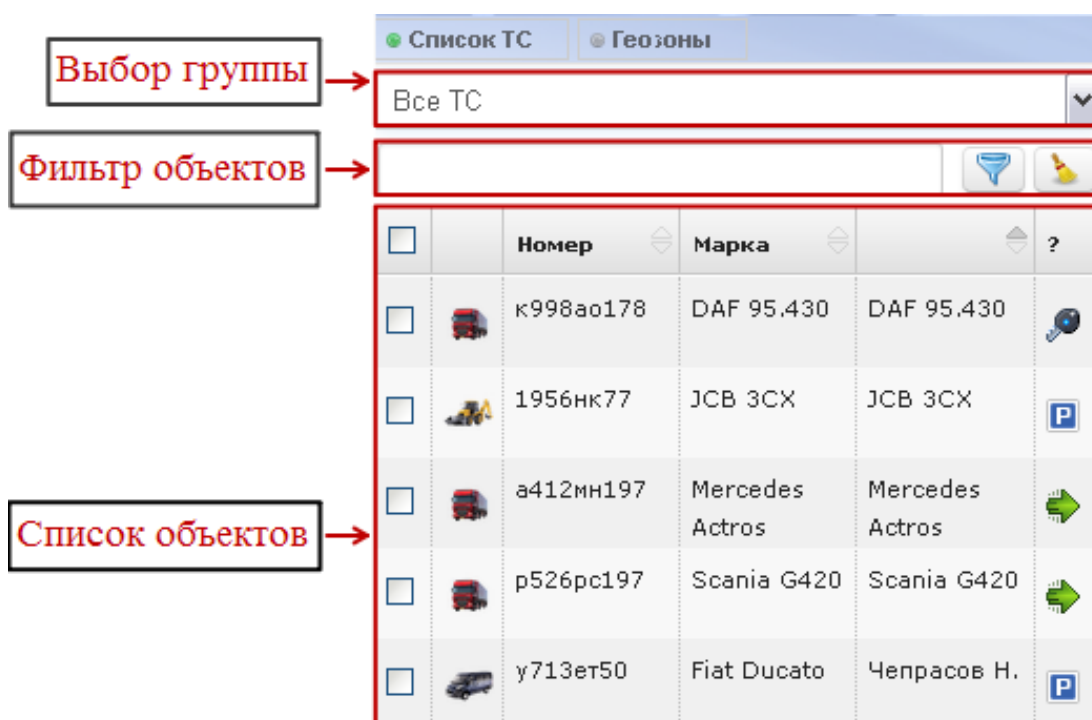 Список ТС
Геозоны
Выбор группы
Все ТС
Фильтр объектов
Номер Марка ?
к998ао178 DAF 95.430 DAF 95.430
1956нк77 JCB 3CX JCB 3CX P
а412мн197 Mercedes Actros Mercedes Actros
Список объектов
р526рс197 Scania G420 Scania G420
у713ет50 Fiat Ducato Чепрасов Н. P